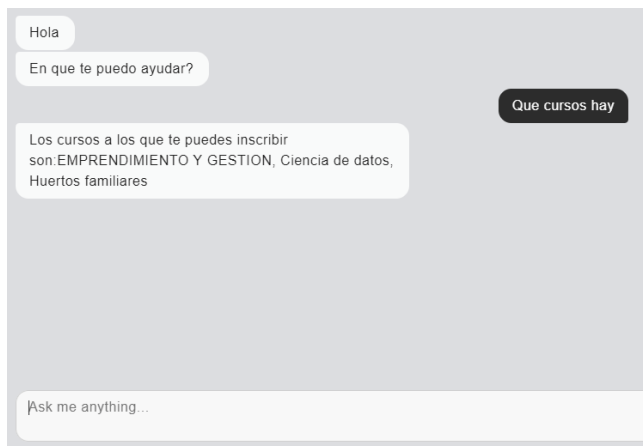 Hola
En que te puedo ayudar?
Que cursos hay
Los cursos a los que te puedes inscribir
son:EMPRENDIMIENTO Y GESTION, Ciencia de datos,
Huertos familiares
Ask me anything...